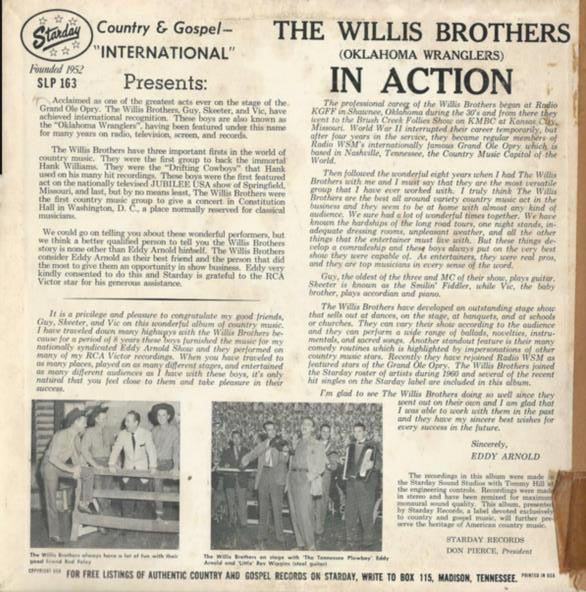 Starday
Founded 1952
SLP 163
Country & Gospel—
"INTERNATIONAL"
Presents:
THE WILLIS BROTHERS
(OKLAHOMA WRANGLERS)
IN ACTION
Acclaimed as one of the greatest acts ever on the stage of the
Grand Ole Opry. The Willis Brothers, Guy, Skeeter, and Vic, have
achieved international recognition. These boys are also known as
the "Oklahoma Wranglers", having been featured under this name
for many years on radio, television, screen, and records.
The Willis Brothers have three important firsts in the world of
country music. They were the first group to back the immortal
Hank Williams. They were the "Drifting Cowboys" that Hank
used on his many hit recordings. These boys were the first featured
act on the nationally televised JUBILEE USA show of Springfield,
Missouri, and last, but by no means least, The Willis Brothers were
the first country music group to give a concert in Constitution
Hall in Washington, D. C., a place normally reserved for classical
musicians.
We could go on telling you about these wonderful performers, but
we think a better qualified person to tell you the Willis Brothers
story is none other than Eddy Arnold himself. The Willis Brothers
consider Eddy Arnold as their best friend and the person that did
the most to give them an opportunity in show business. Eddy very
kindly consented to do this and Starday is grateful to the RCA
Victor star for his generous assistance.
It is a privilege and pleasure to congratulate my good friends,
Guy, Skeeter, and Vic on this wonderful album of country music.
I have traveled down many highways with the Willis Brothers be-
cause for a period of 8 years these boys furnished the music for my
nationally syndicated Eddy Arnold Show and they performed on
many of my RCA Victor recordings. When you have traveled to
as many places, played on as many different stages, and entertained
as many different audiences as I have with these boys, it's only
natural that you feel close to them and take pleasure in their
success.
The professional career of the Willis Brothers began at Radio
KGFF in Shawnee, Oklahoma during the 30's and from there they
went to the Brush Creek Follies Show on KMBC at Kansas City,
Missouri. World War II interrupted their career temporarily, but
after four years in the service, they became regular members of
Radio WSM's internationally famous Grand Ole Opry which is
based in Nashville, Tennessee, the Country Music Capitol of the
World.
Then followed the wonderful eight years when I had The Willis
Brothers with me and I must say that they are the most versatile
group that I have ever worked with. I truly think The Willis
Brothers are the best all around variety country music act in the
business and they seem to be at home with almost any kind of
audience. We sure had a lot of wonderful times together. We have
known the hardships of the long road tours, one night stands, in-
adequate dressing rooms, unpleasant weather, and all the other
things that the entertainer must live with. But these things de-
velop a comradeship and these boys always put on the very best
show they were capable of. As entertainers, they were real pros,
and they are top musicians in every sense of the word.
Guy, the oldest of the three and MC of their show, plays guitar.
Skeeter is known as the Smilin' Fiddler, while Vic, the baby
brother, plays accordian and piano.
The Willis Brothers have developed an outstanding stage show
that sells out at dances, on the stage, at banquets, and at schools
or churches. They can vary their show according to the audience
and they can perform a wide range of ballads, novelties, instru-
mentals, and sacred songs. Another standout feature is their many
comedy routines which is highlighted by impersonations of other
country music stars. Recently they have rejoined Radio WSM as
featured stars of the Grand Ole Opry. The Willis Brothers joined
the Starday roster of artists during 1960 and several of the recent
hit singles on the Starday label are included in this album.
I'm glad to see The Willis Brothers doing so well since they
went out on their own and I am glad that
I was able to work with them in the past
and they have my sincere best wishes for
every success in the future.
Sincerely,
EDDY ARNOLD
The recordings in this album were made in
the Starday Sound Studios with Tommy Hill at
the engineering controls. Recordings were made
in stereo and have been remixed for maximum
monaural sound quality. This album, presented
by Starday Records, a label devoted exclusively
to country and gospel music, will further pre-
serve the heritage of American country music.
STARDAY RECORDS
DON PIERCE, President
The Willis Brothers always have a lot of fun with their
good friend Red Foley
The Willis Brothers on stage with 'The Tennessee Plowboy' Eddy
Arnold and 'Little' Roy Wiggins (steel guitar)
COPYRIGHT USA FOR FREE LISTINGS OF AUTHENTIC COUNTRY AND GOSPEL RECORDS ON STARDAY, WRITE TO BOX 115, MADISON, TENNESSEE. PRINTED IN USA